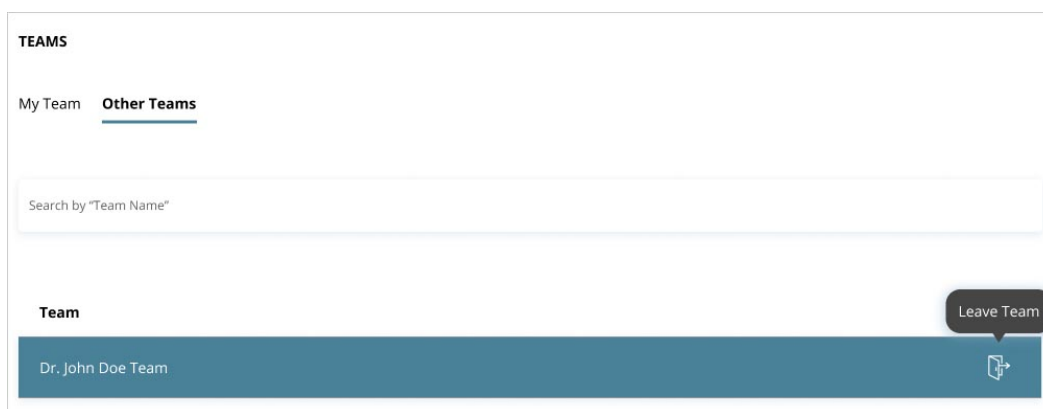 TEAMS
My Team Other Teams
Search by “Team Name”
Team
Leave Team
Dr. John Doe Team